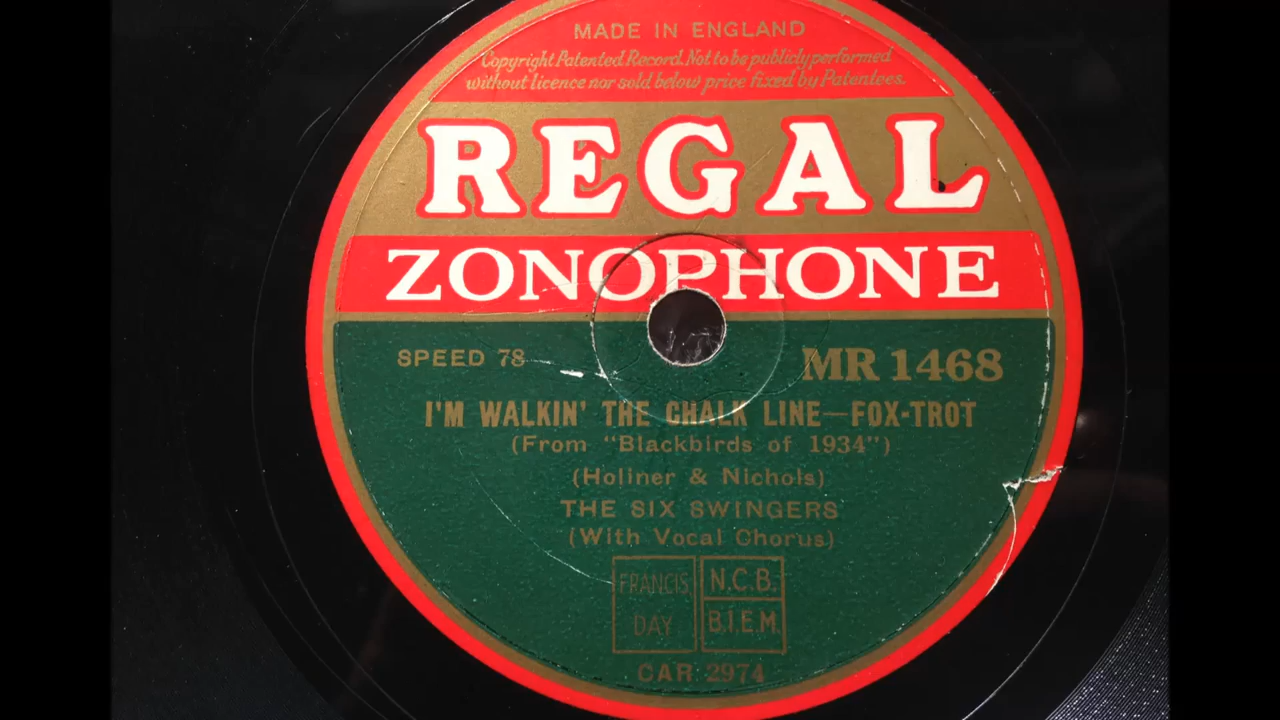 MADE IN ENGLAND
Copyright Patented Record. Not to be publicly performed
without licence nor sold below price fixed by Patentees.
REGAL
ZONOPHONE
SPEED 78
MR 1468
I'M WALKIN' THE CHALK LINE—FOX-TROT
(From "Blackbirds of 1934")
(Holiner & Nichols)
THE SIX SWINGERS
(With Vocal Chorus)
FRANCIS
DAY
N.C.B.
B.I.E.M.
CAR 2974